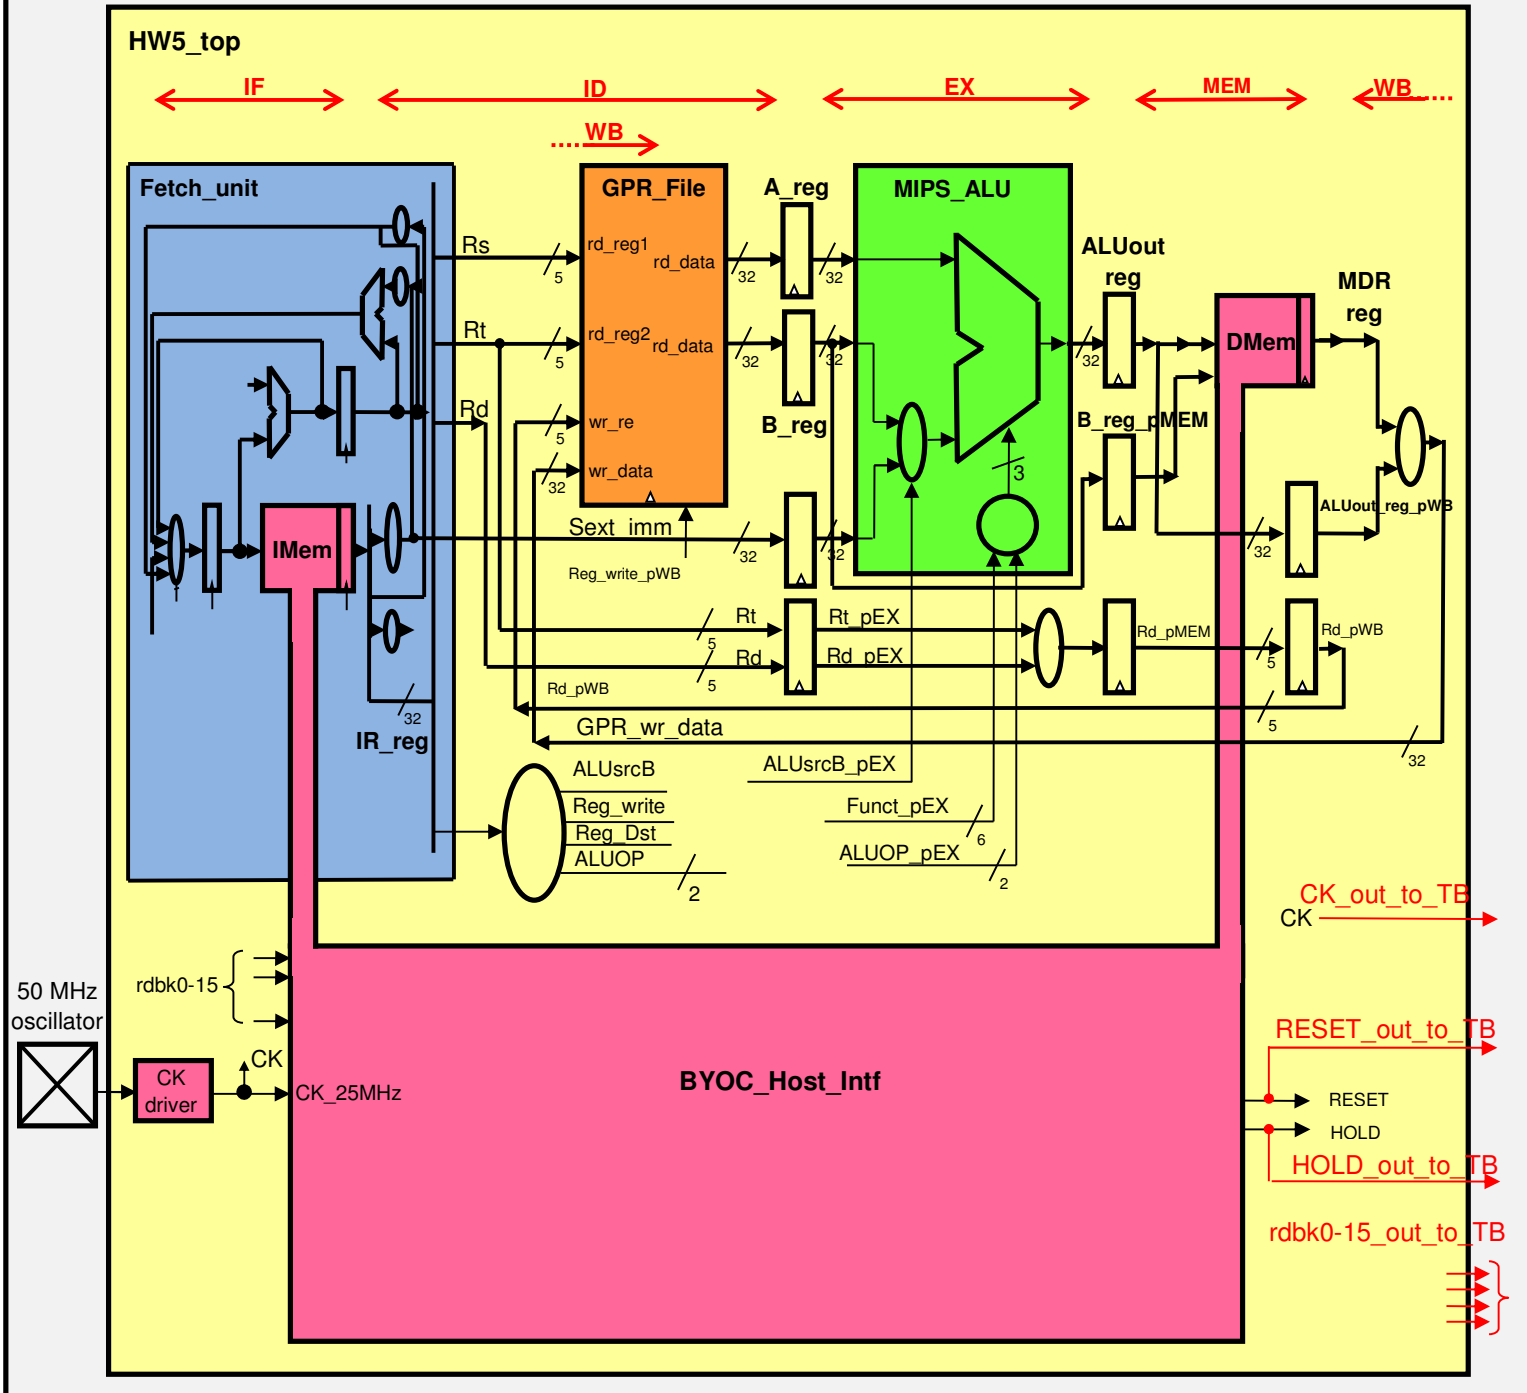 HW5_top
IF
ID
EX
MEM
WB
WB
Fetch_unit
GPR_File
A_reg
MIPS_ALU
Rs
5
rd_reg1
rd_data
32
32
ALUout
reg
MDR
reg
Rt
5
rd_reg2
rd_data
32
32
32
DMem
Rd
5
wr_re
B_reg
B_reg_pMEM
32
wr_data
3
IMem
Sext_imm
32
32
32
ALUout_reg_pWB
Reg_write_pWB
Rt
5
Rt_pEX
Rd_pMEM
5
Rd_pWB
Rd
5
Rd_pEX
Rd_pWB
32
5
IR_reg
GPR_wr_data
32
ALUsrcB
ALUsrcB_pEX
Reg_write
Funct_pEX
6
Reg_Dst
ALUOP
2
ALUOP_pEX
2
CK_out_to_TB
CK
rdbk0-15
50 MHz
oscillator
RESET_out_to_TB
CK
CK
driver
CK_25MHz
BYOC_Host_Intf
RESET
HOLD
HOLD_out_to_TB
rdbk0-15_out_to_TB